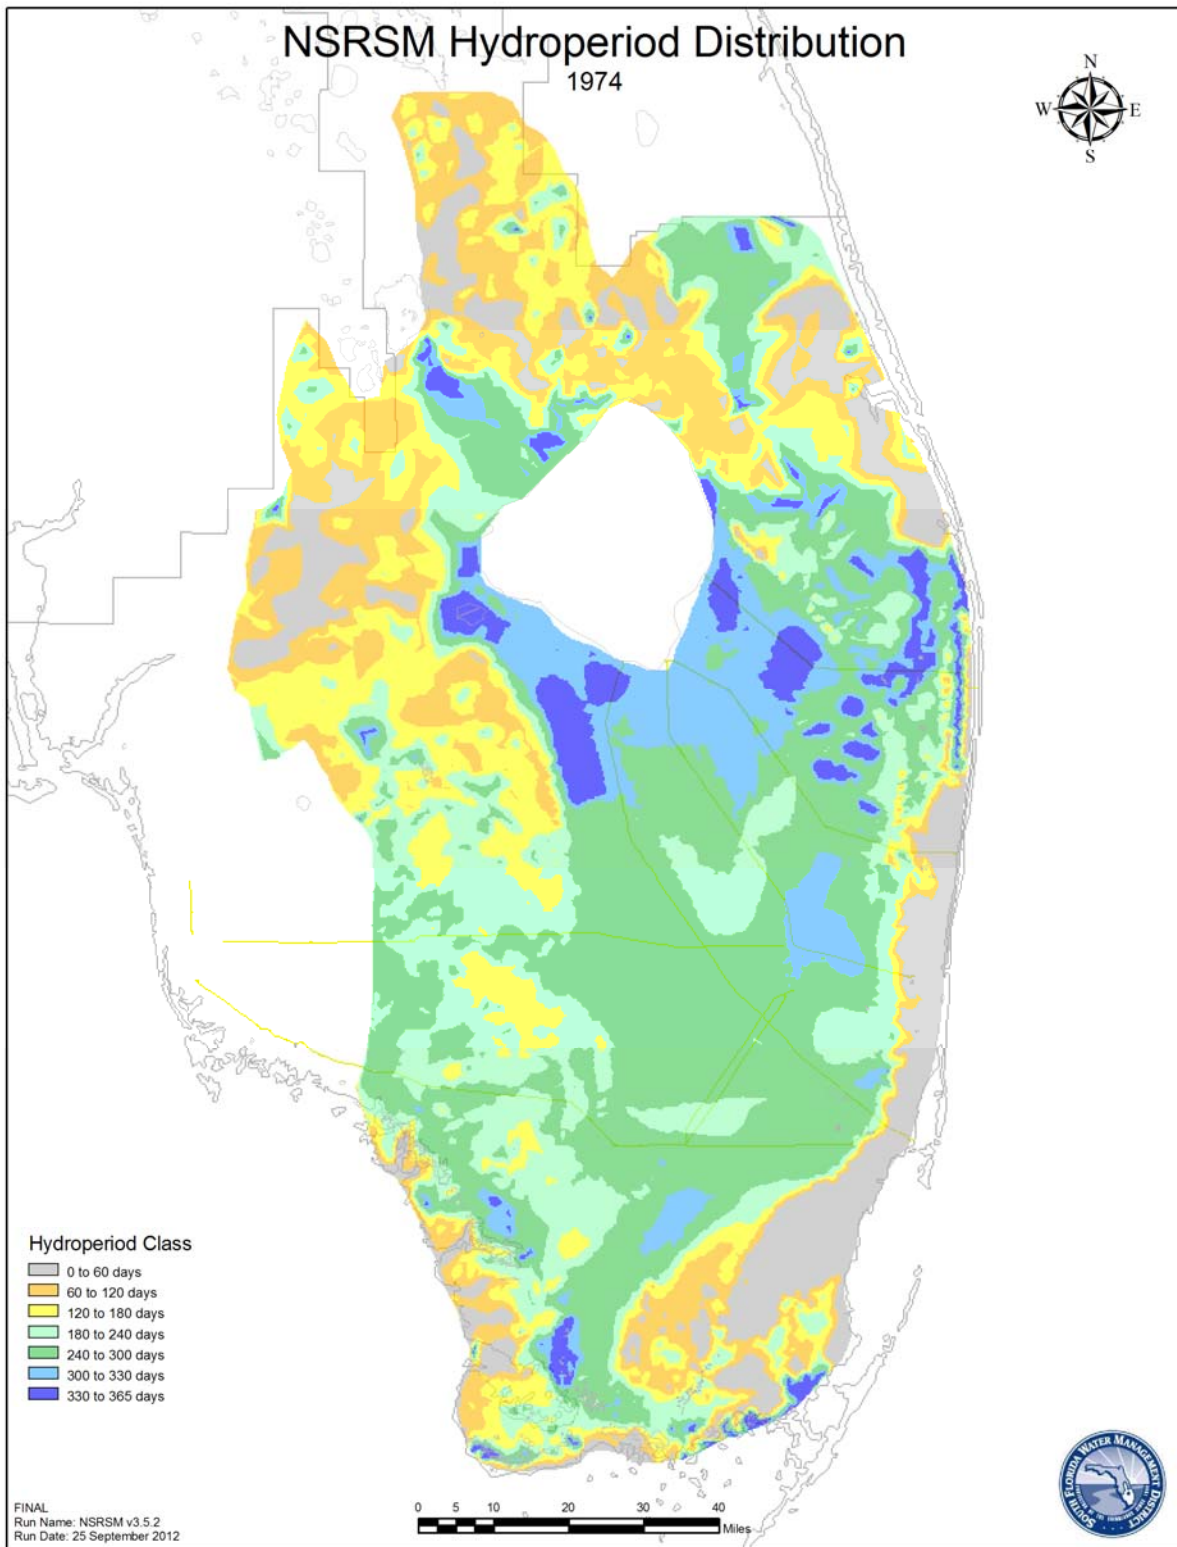 NSRSM Hydroperiod Distribution
1974
N
W E
S
Hydroperiod Class
0 to 60 days
60 to 120 days
120 to 180 days
180 to 240 days
240 to 300 days
300 to 330 days
330 to 365 days
FINAL
Run Name: NSRSM v3.5.2
Run Date: 25 September 2012
0 5 10 20 30 40
Miles
SOUTH FLORIDA WATER MANAGEMENT DISTRICT